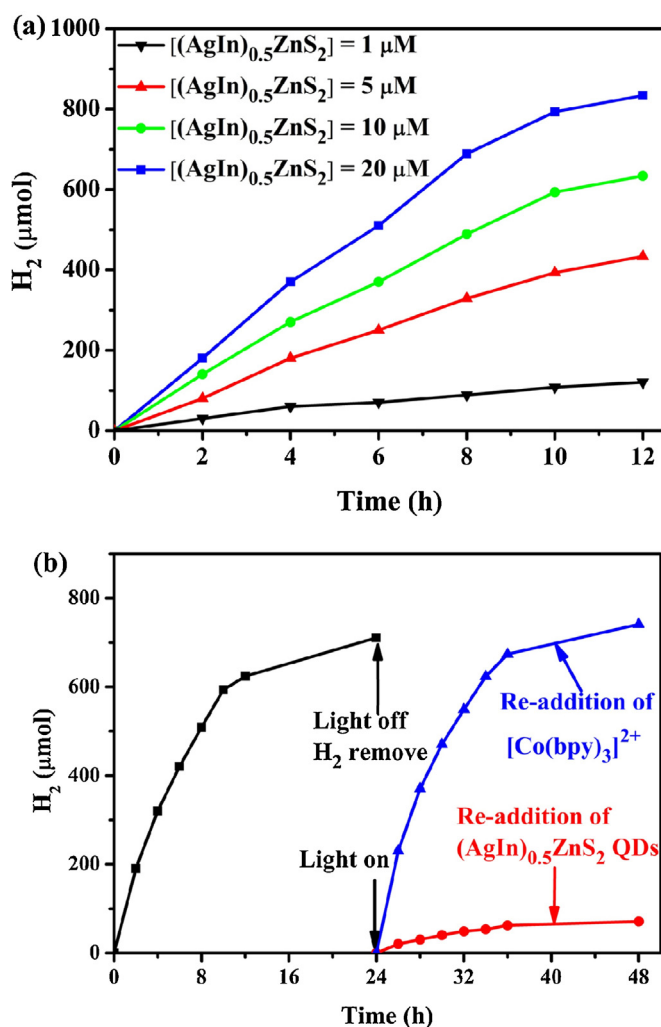 (a)
1000
800
600
400
200
0
H₂ (μmol)
[(AgIn)₀.₅ZnS₂] = 1 μM
[(AgIn)₀.₅ZnS₂] = 5 μM
[(AgIn)₀.₅ZnS₂] = 10 μM
[(AgIn)₀.₅ZnS₂] = 20 μM
0 2 4 6 8 10 12
Time (h)
(b)
800
600
400
200
0
H₂ (μmol)
Light off
H₂ remove
Light on
Re-addition of
[Co(bpy)₃]²⁺
Re-addition of
(AgIn)₀.₅ZnS₂ QDs
0 8 16 24 32 40 48
Time (h)